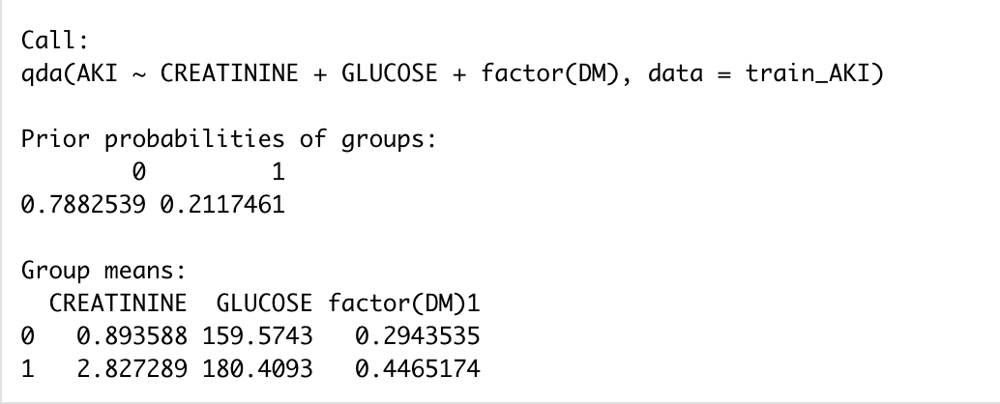 Call:
qda(AKI ~ CREATININE + GLUCOSE + factor(DM), data = train_AKI)
Prior probabilities of groups:
0 1
0.7882539 0.2117461
Group means:
CREATININE GLUCOSE factor(DM)1
0 0.893588 159.5743 0.2943535
1 2.827289 180.4093 0.4465174